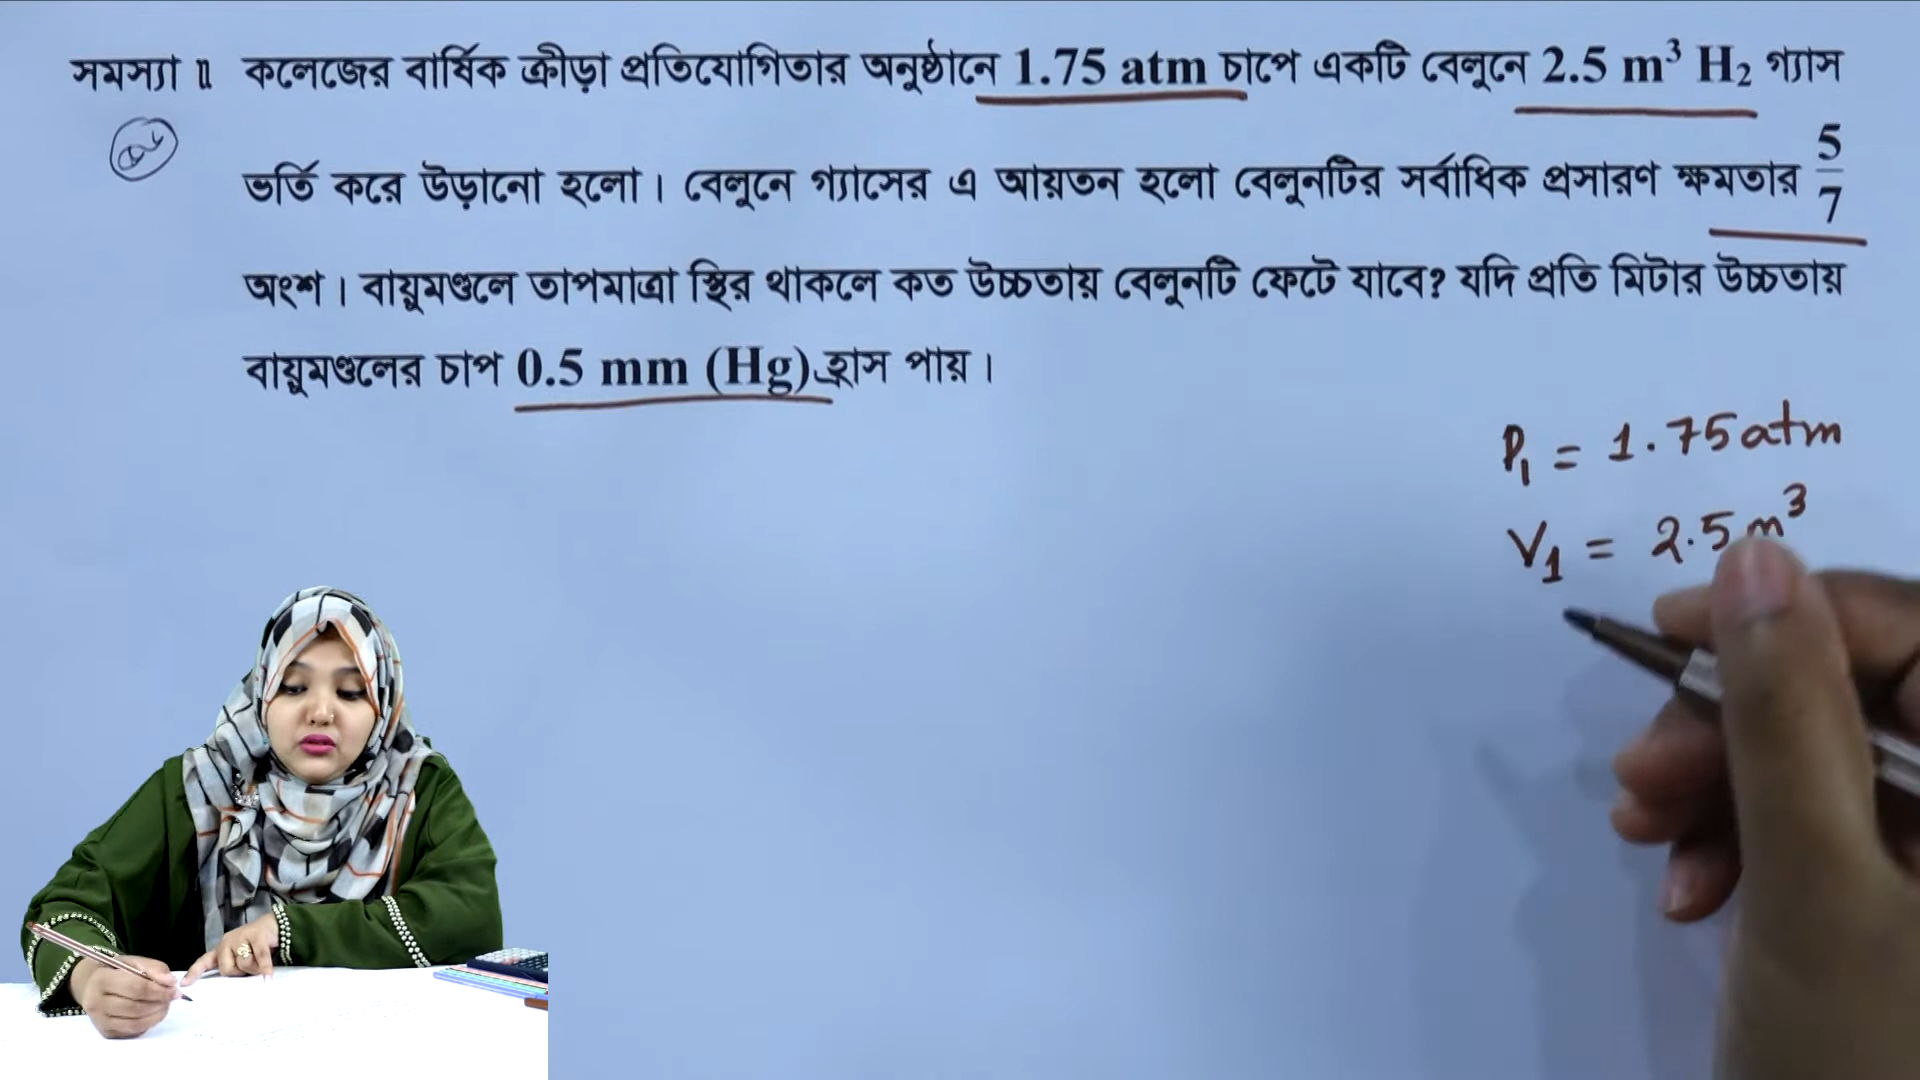 সমস্যা ॥ কলেজের বার্ষিক ক্রীড়া প্রতিযোগিতার অনুষ্ঠানে 1.75 atm চাপে একটি বেলুনে 2.5 m³ H₂ গ্যাস
ভর্তি করে উড়ানো হলো। বেলুনে গ্যাসের এ আয়তন হলো বেলুনটির সর্বাধিক প্রসারণ ক্ষমতার 5/7
অংশ। বায়ুমণ্ডলে তাপমাত্রা স্থির থাকলে কত উচ্চতায় বেলুনটি ফেটে যাবে? যদি প্রতি মিটার উচ্চতায়
বায়ুমণ্ডলের চাপ 0.5 mm (Hg) হ্রাস পায়।
P₁ = 1.75 atm
V₁ = 2.5 m³